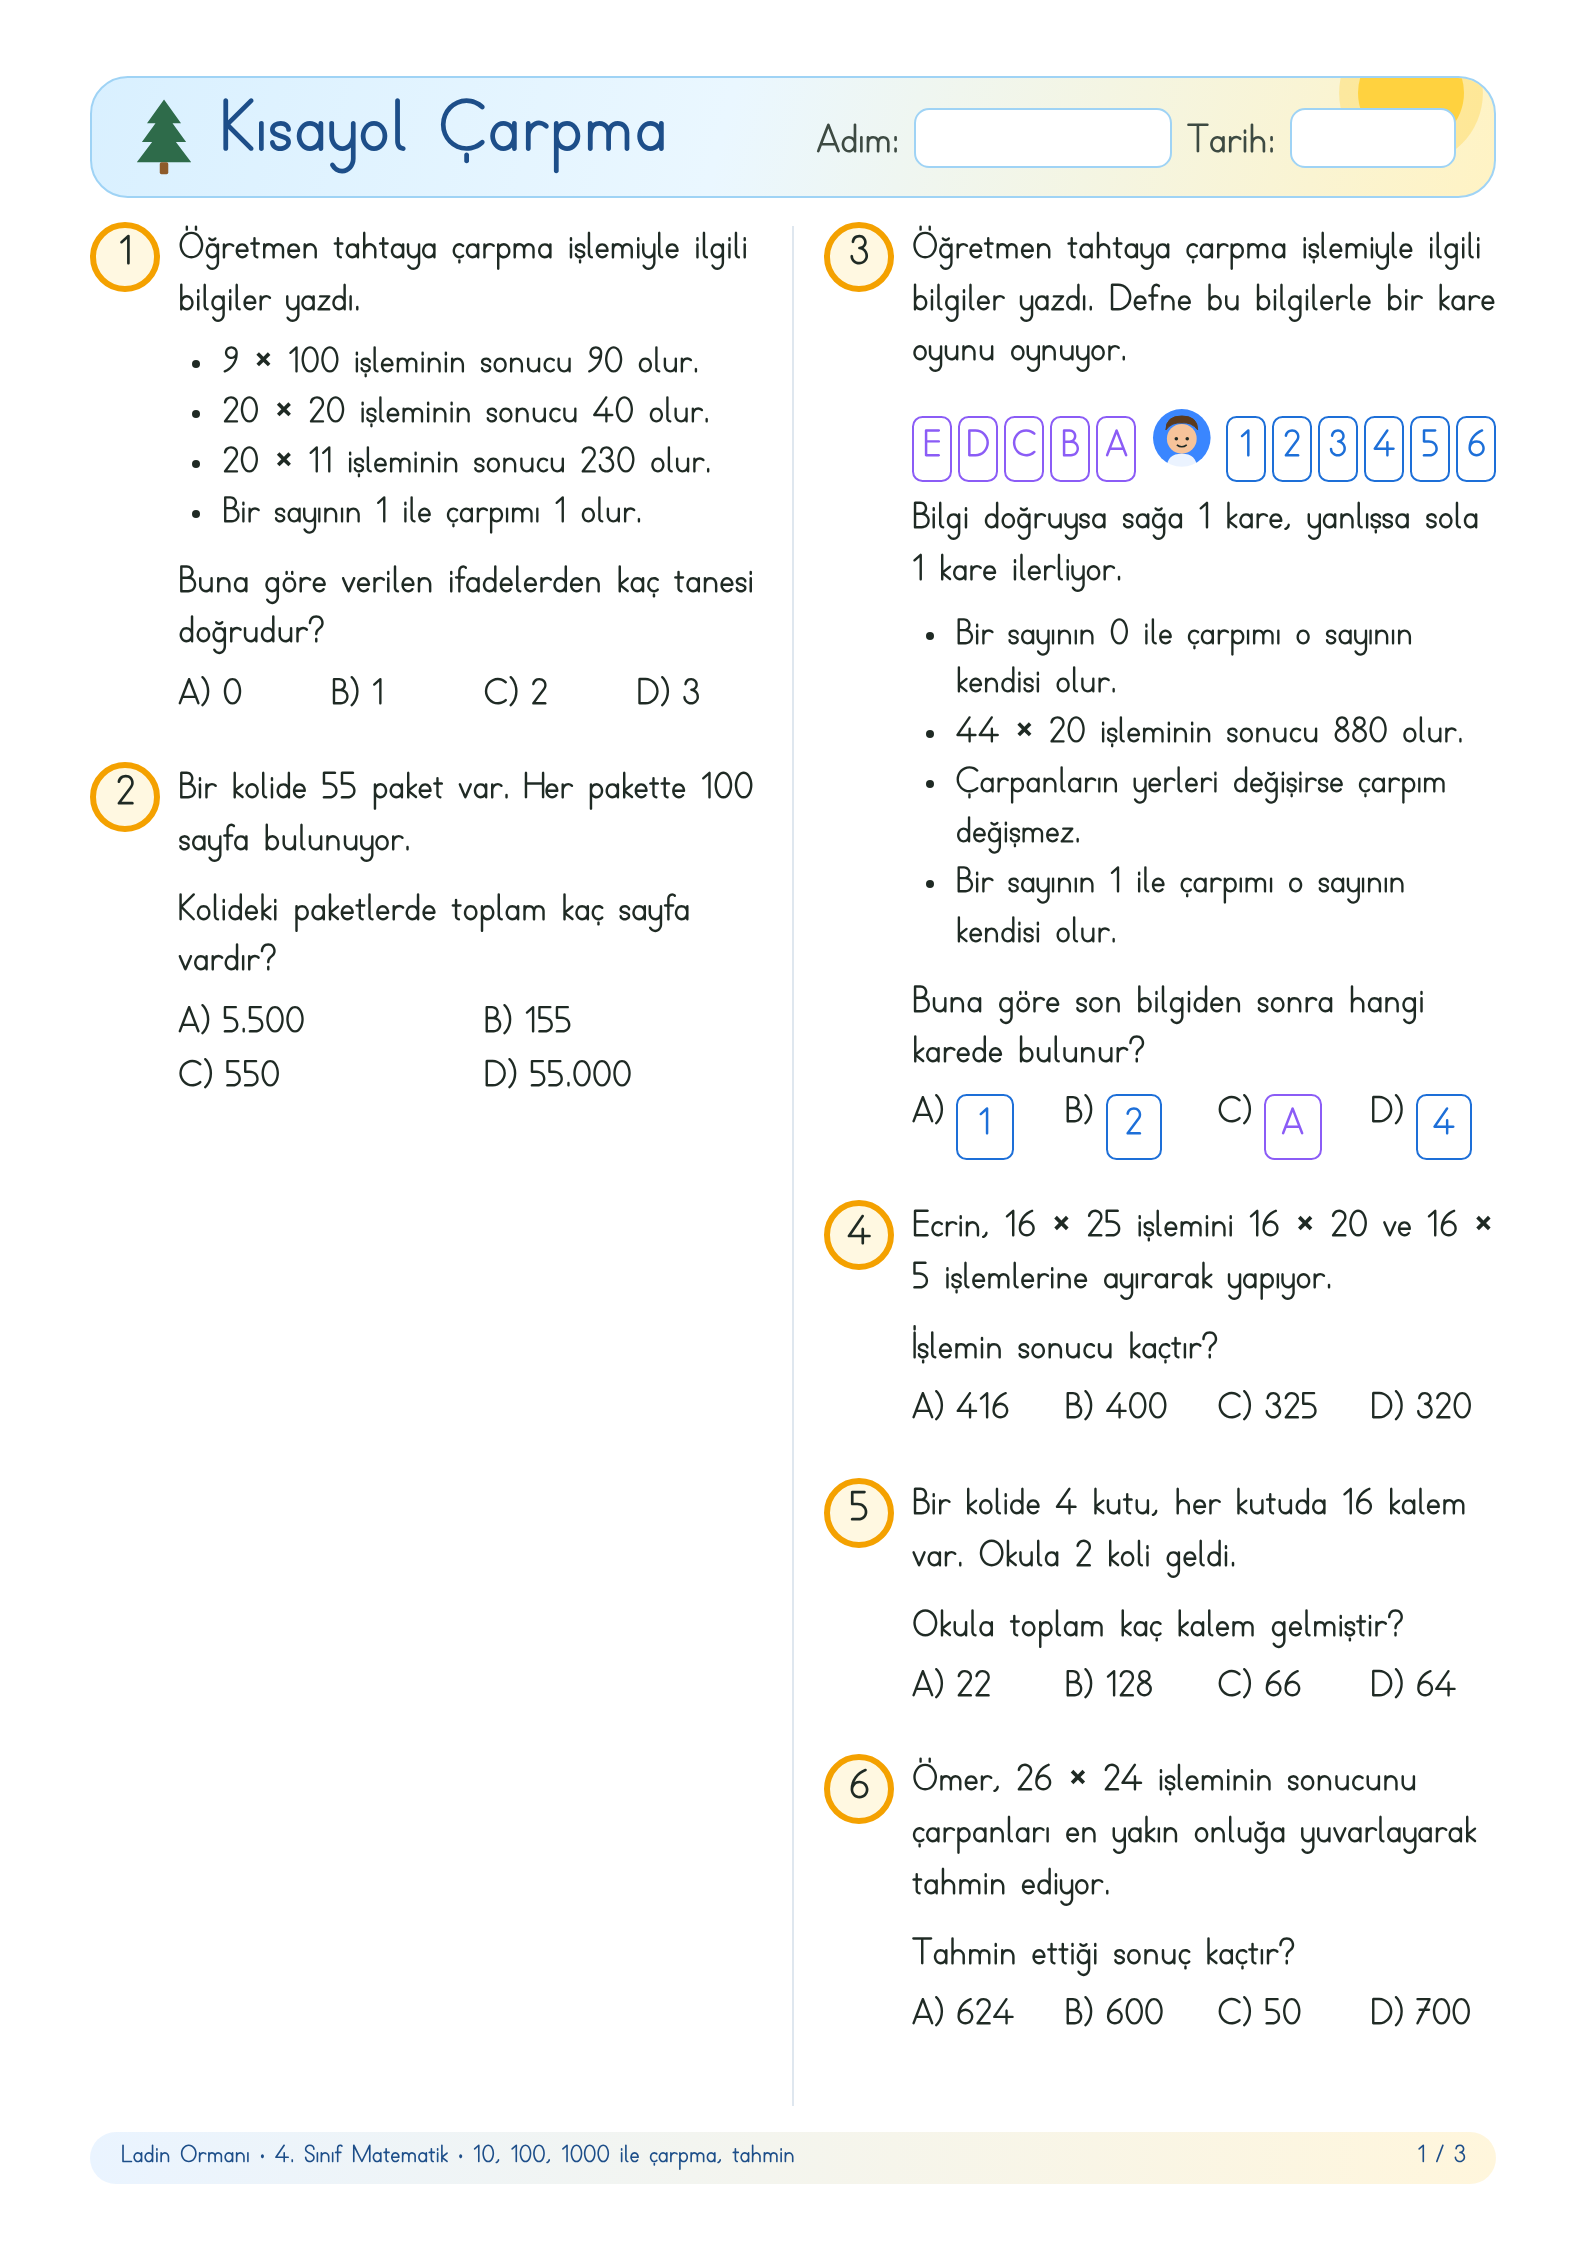 Kısayol Çarpma
Adım:
Tarih:
1
Öğretmen tahtaya çarpma işlemiyle ilgili
bilgiler yazdı.
• 9 × 100 işleminin sonucu 90 olur.
• 20 × 20 işleminin sonucu 40 olur.
• 20 × 11 işleminin sonucu 230 olur.
• Bir sayının 1 ile çarpımı 1 olur.
Buna göre verilen ifadelerden kaç tanesi
doğrudur?
A) 0 B) 1 C) 2 D) 3
2
Bir kolide 55 paket var. Her pakette 100
sayfa bulunuyor.
Kolideki paketlerde toplam kaç sayfa
vardır?
A) 5.500 B) 155
C) 550 D) 55.000
3
Öğretmen tahtaya çarpma işlemiyle ilgili
bilgiler yazdı. Defne bu bilgilerle bir kare
oyunu oynuyor.
E D C B A 1 2 3 4 5 6
Bilgi doğruysa sağa 1 kare, yanlışsa sola
1 kare ilerliyor.
• Bir sayının 0 ile çarpımı o sayının
kendisi olur.
• 44 × 20 işleminin sonucu 880 olur.
• Çarpanların yerleri değişirse çarpım
değişmez.
• Bir sayının 1 ile çarpımı o sayının
kendisi olur.
Buna göre son bilgiden sonra hangi
karede bulunur?
A) 1 B) 2 C) A D) 4
4
Ecrin, 16 × 25 işlemini 16 × 20 ve 16 ×
5 işlemlerine ayırarak yapıyor.
İşlemin sonucu kaçtır?
A) 416 B) 400 C) 325 D) 320
5
Bir kolide 4 kutu, her kutuda 16 kalem
var. Okula 2 koli geldi.
Okula toplam kaç kalem gelmiştir?
A) 22 B) 128 C) 66 D) 64
6
Ömer, 26 × 24 işleminin sonucunu
çarpanları en yakın onluğa yuvarlayarak
tahmin ediyor.
Tahmin ettiği sonuç kaçtır?
A) 624 B) 600 C) 50 D) 700
Ladin Ormanı • 4. Sınıf Matematik • 10, 100, 1000 ile çarpma, tahmin
1 / 3